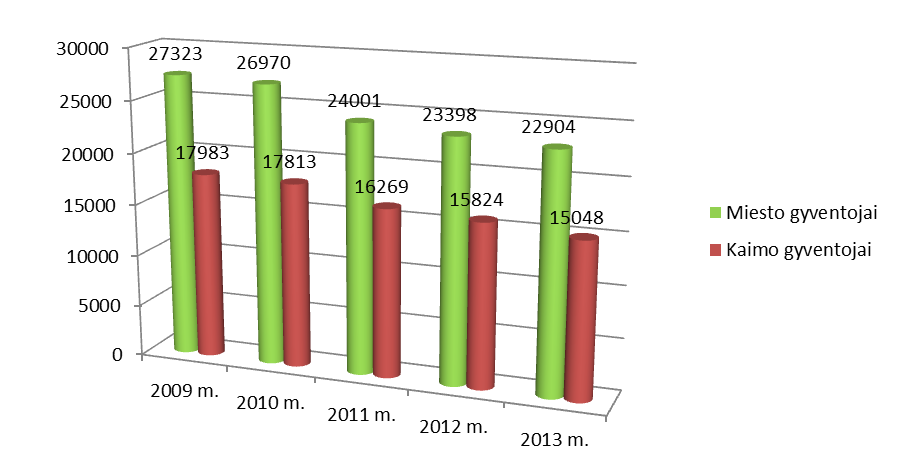 30000
25000
20000
15000
10000
5000
0
27323
26970
24001
23398
22904
17983
17813
16269
15824
15048
2009 m.
2010 m.
2011 m.
2012 m.
2013 m.
Miesto gyventojai
Kaimo gyventojai